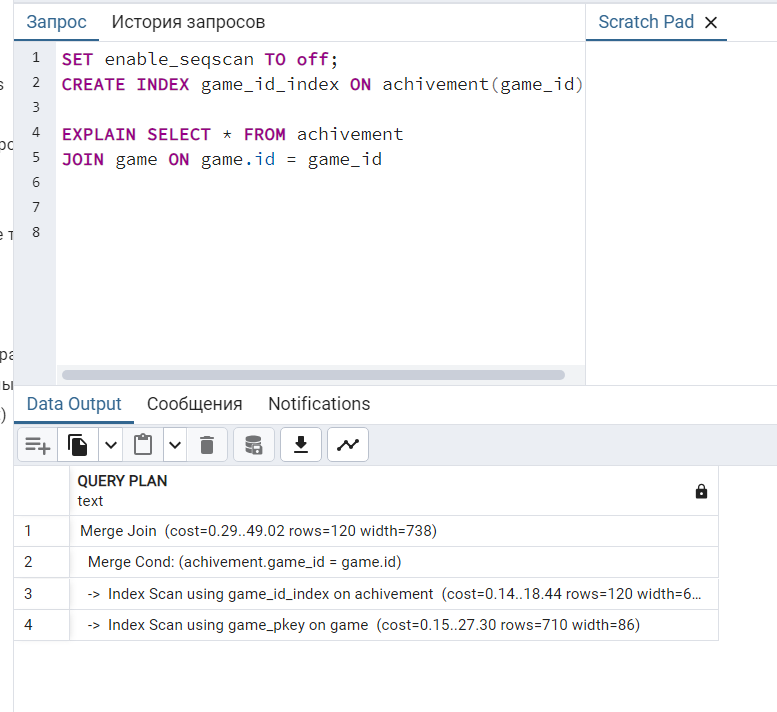 Запрос История запросов Scratch Pad
1 SET enable_seqscan TO off;
2 CREATE INDEX game_id_index ON achivement(game_id)
3
4 EXPLAIN SELECT * FROM achivement
5 JOIN game ON game.id = game_id
6
7
8
Data Output Сообщения Notifications
QUERY PLAN
text
1 Merge Join (cost=0.29..49.02 rows=120 width=738)
2 Merge Cond: (achivement.game_id = game.id)
3 -> Index Scan using game_id_index on achivement (cost=0.14..18.44 rows=120 width=6...
4 -> Index Scan using game_pkey on game (cost=0.15..27.30 rows=710 width=86)